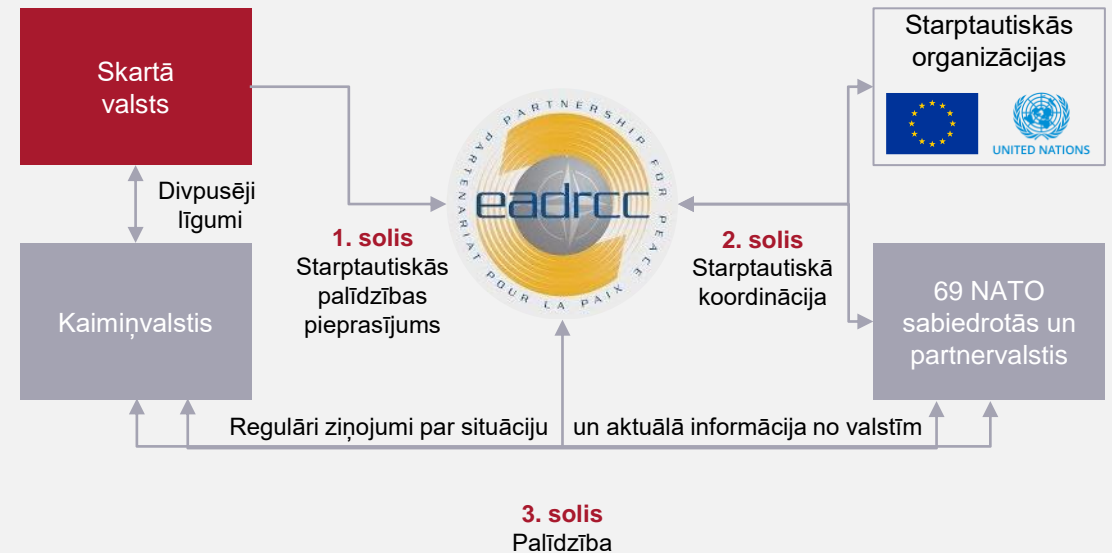 Skartā
valsts
Divpusēji
līgumi
Kaimiņvalstis
1. solis
Starptautiskās
palīdzības
pieprasījums
PARTNERSHIP FOR PEACE
PARTENARIAT POUR LA PAIX
eadrcc
2. solis
Starptautiskā
koordinācija
Starptautiskās
organizācijas
UNITED NATIONS
69 NATO
sabiedrotās un
partnervalstis
Regulāri ziņojumi par situāciju un aktuālā informācija no valstīm
3. solis
Palīdzība